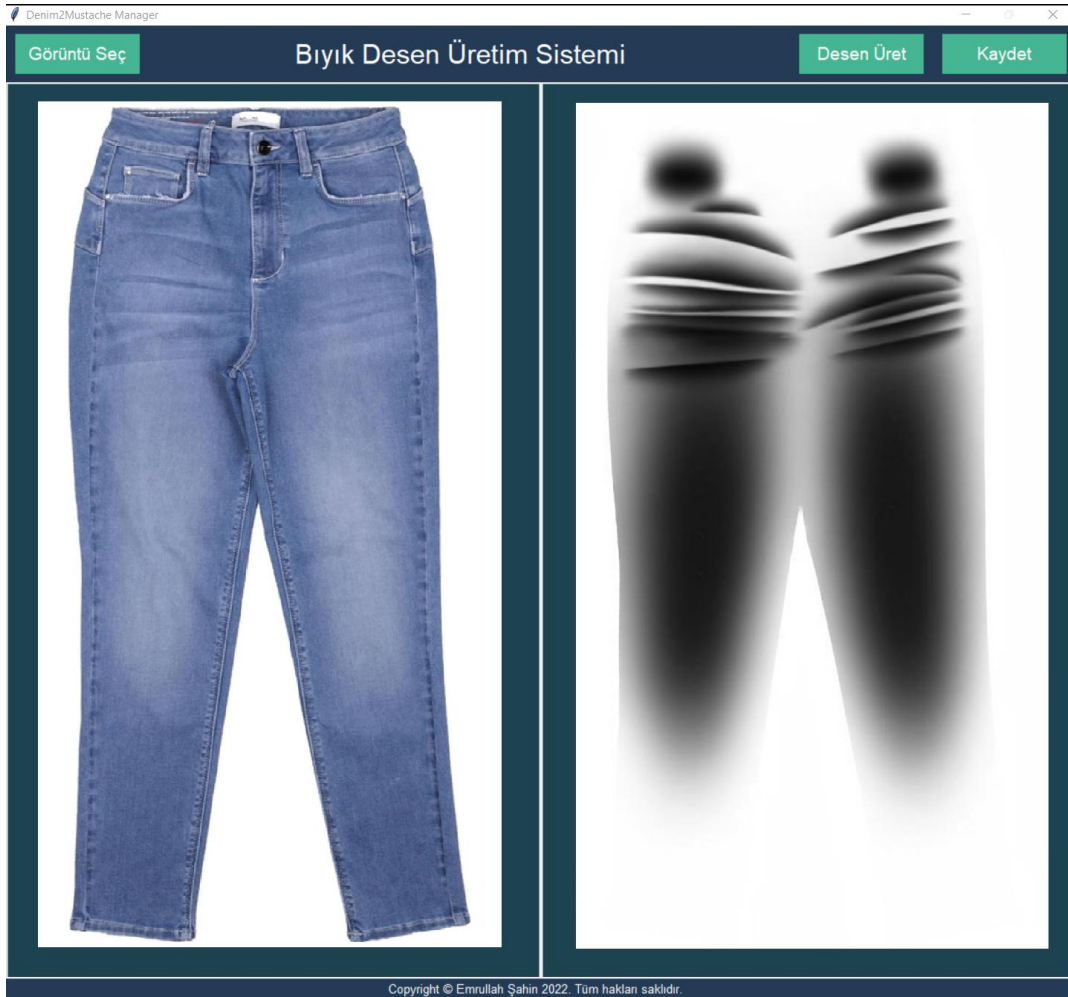 Denim2Mustache Manager
Görüntü Seç
Bıyık Desen Üretim Sistemi
Desen Üret
Kaydet
Copyright © Emrullah Şahin 2022. Tüm hakları saklıdır.